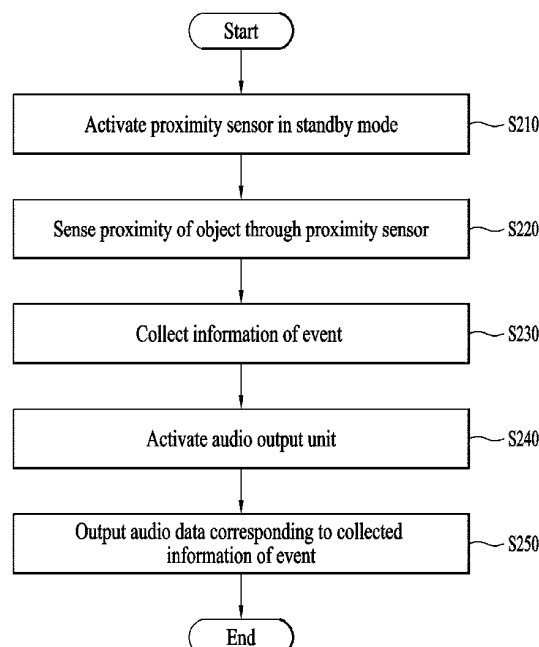 Start
Activate proximity sensor in standby mode
S210
Sense proximity of object through proximity sensor
S220
Collect information of event
S230
Activate audio output unit
S240
Output audio data corresponding to collected
information of event
S250
End